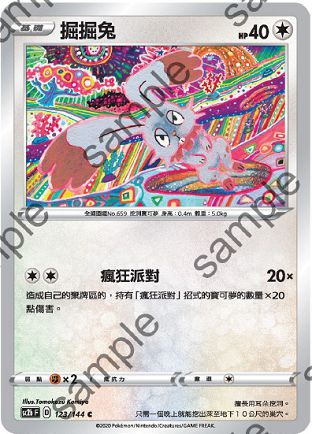 基礎 掘掘兔 HP40
全國圖鑑No.659 挖洞寶可夢 身高：0.4m 體重：5.0kg
瘋狂派對 20×
造成自己的棄牌區的、持有「瘋狂派對」招式的寶可夢的數量×20
點傷害。
弱點 ×2 抵抗力 撤退
Illus.Tomokazu Komiya
SC2b F D 123/144 C
擅長用耳朵挖洞。
只需一個晚上便能挖出地下10公尺的巢穴。
©2020 Pokémon/Nintendo/Creatures/GAME FREAK.
sample
sample
sample
sample
sample
sample